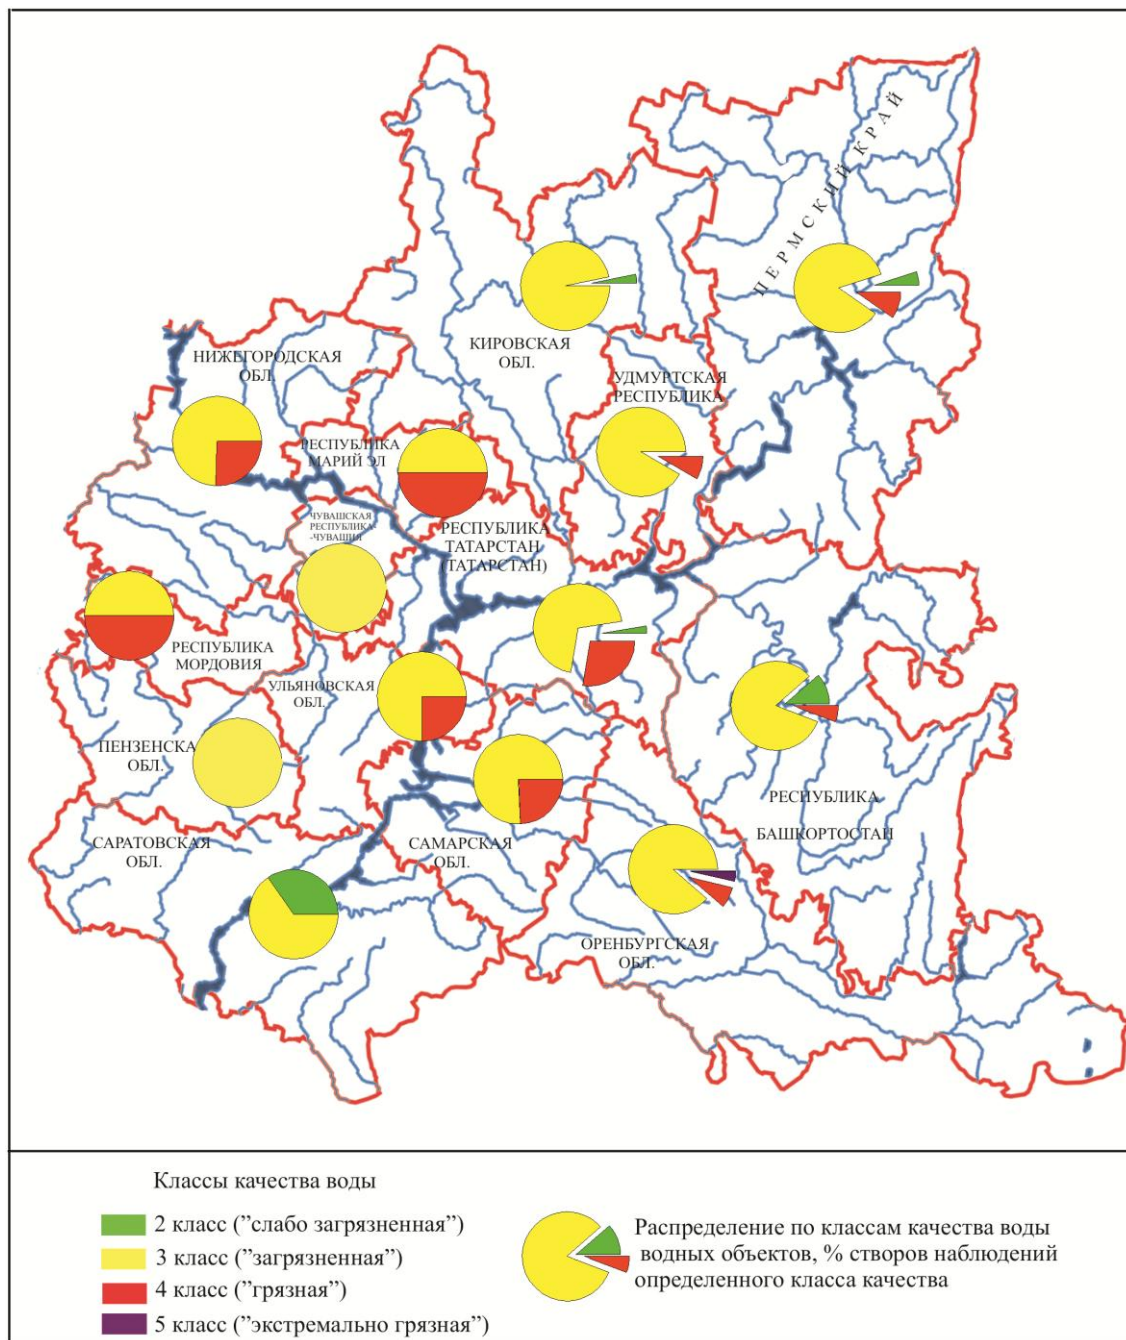 ПЕРМСКИЙ КРАЙ
НИЖЕГОРОДСКАЯ
ОБЛ.
КИРОВСКАЯ
ОБЛ.
УДМУРТСКАЯ
РЕСПУБЛИКА
РЕСПУБЛИКА
МАРИЙ ЭЛ
ЧУВАШСКАЯ
РЕСПУБЛИКА-
-ЧУВАШИЯ
РЕСПУБЛИКА
ТАТАРСТАН
(ТАТАРСТАН)
РЕСПУБЛИКА
МОРДОВИЯ
УЛЬЯНОВСКАЯ
ОБЛ.
ПЕНЗЕНСКА
ОБЛ.
РЕСПУБЛИКА
БАШКОРТОСТАН
САРАТОВСКАЯ
ОБЛ.
САМАРСКАЯ
ОБЛ.
ОРЕНБУРГСКАЯ
ОБЛ.
Классы качества воды
2 класс ("слабо загрязненная")
3 класс ("загрязненная")
4 класс ("грязная")
5 класс ("экстремально грязная")
Распределение по классам качества воды
водных объектов, % створов наблюдений
определенного класса качества